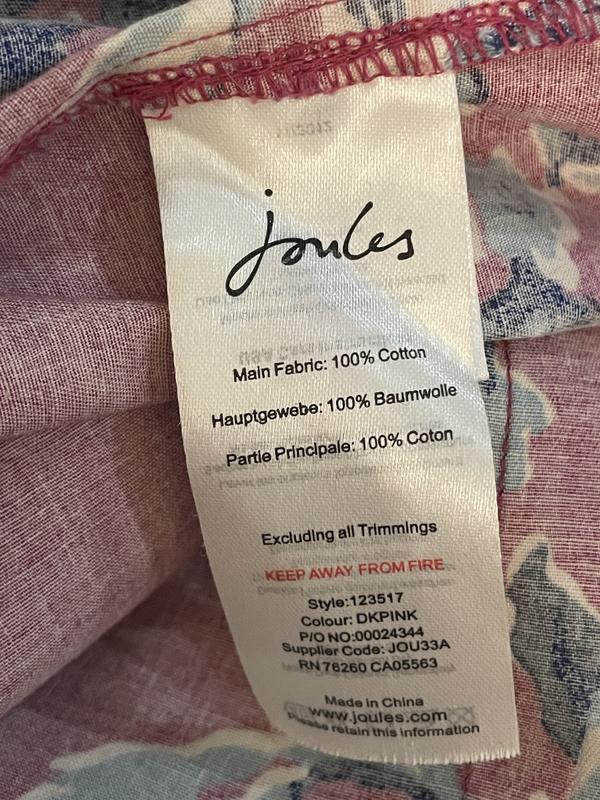 joules
Main Fabric: 100% Cotton
Hauptgewebe: 100% Baumwolle
Partie Principale: 100% Coton
Excluding all Trimmings
KEEP AWAY FROM FIRE
Style:123517
Colour: DKPINK
P/O NO:00024344
Supplier Code: JOU33A
RN 76260 CA05563
Made in China
www.joules.com
Please retain this information